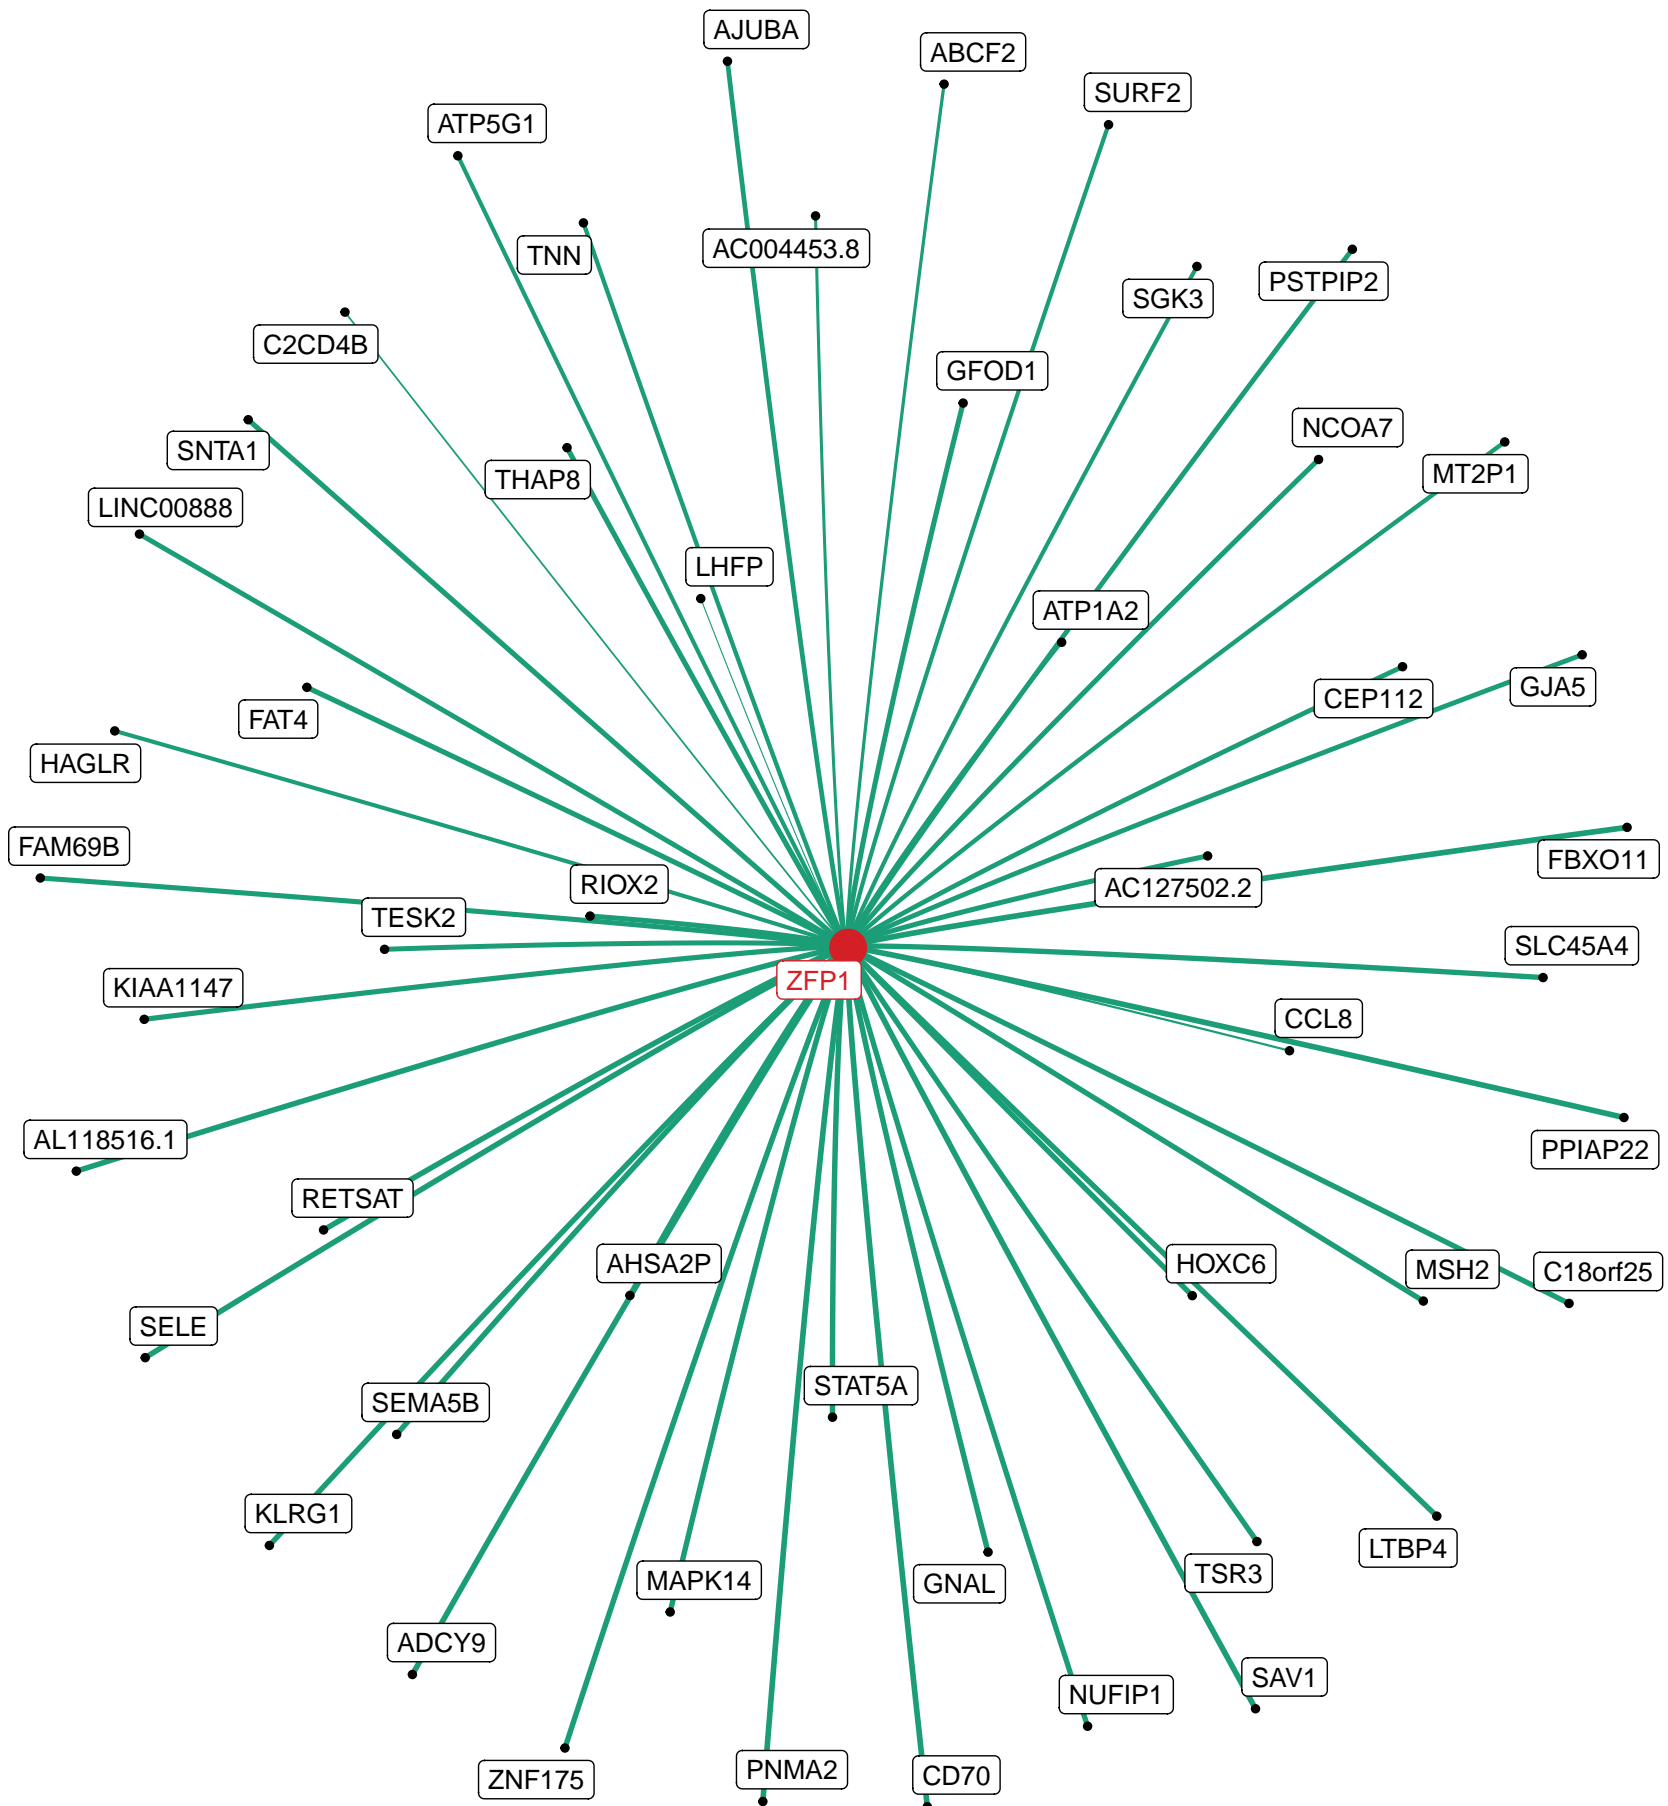 AJUBA
ABCF2
SURF2
ATP5G1
TNN
AC004453.8
PSTPIP2
SGK3
C2CD4B
GFOD1
NCOA7
SNTA1
MT2P1
THAP8
LINC00888
LHFP
ATP1A2
GJA5
CEP112
FAT4
HAGLR
FAM69B
FBXO11
RIOX2
AC127502.2
TESK2
SLC45A4
ZFP1
KIAA1147
CCL8
AL118516.1
PPIAP22
RETSAT
AHSA2P
HOXC6
MSH2
C18orf25
SELE
STAT5A
SEMA5B
KLRG1
LTBP4
TSR3
MAPK14
GNAL
ADCY9
SAV1
NUFIP1
PNMA2
CD70
ZNF175